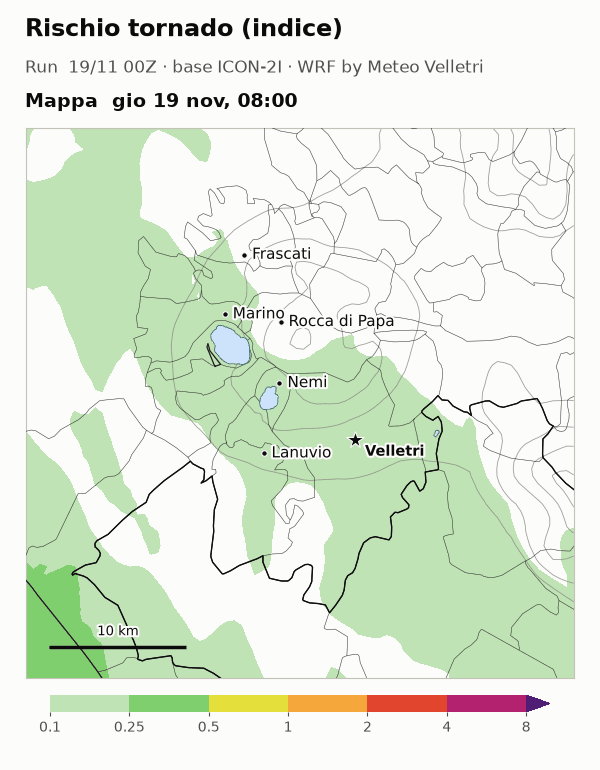 Rischio tornado (indice)
Run 19/11 00Z · base ICON-2I · WRF by Meteo Velletri
Mappa gio 19 nov, 08:00
Frascati
Marino
Rocca di Papa
Nemi
Velletri
Lanuvio
10 km
0.1 0.25 0.5 1 2 4 8